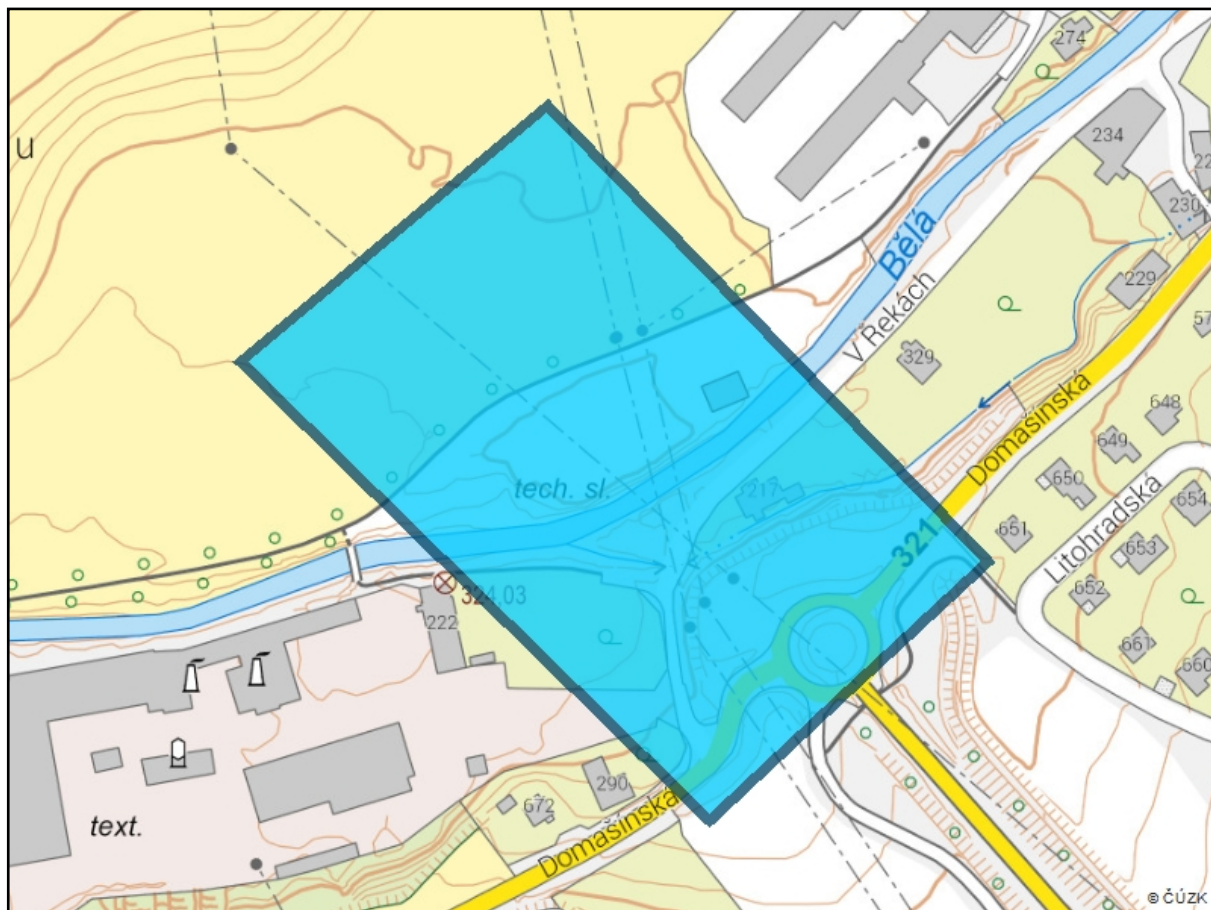 u
274
234
22
230
Bělá
V Řekách
229
57
329
Domašínská
648
649
650
654
651
Litohradská
653
652
661
660
tech. sl.
217
321
324,03
222
290
672
Domašínská
text.
© ČÚZK